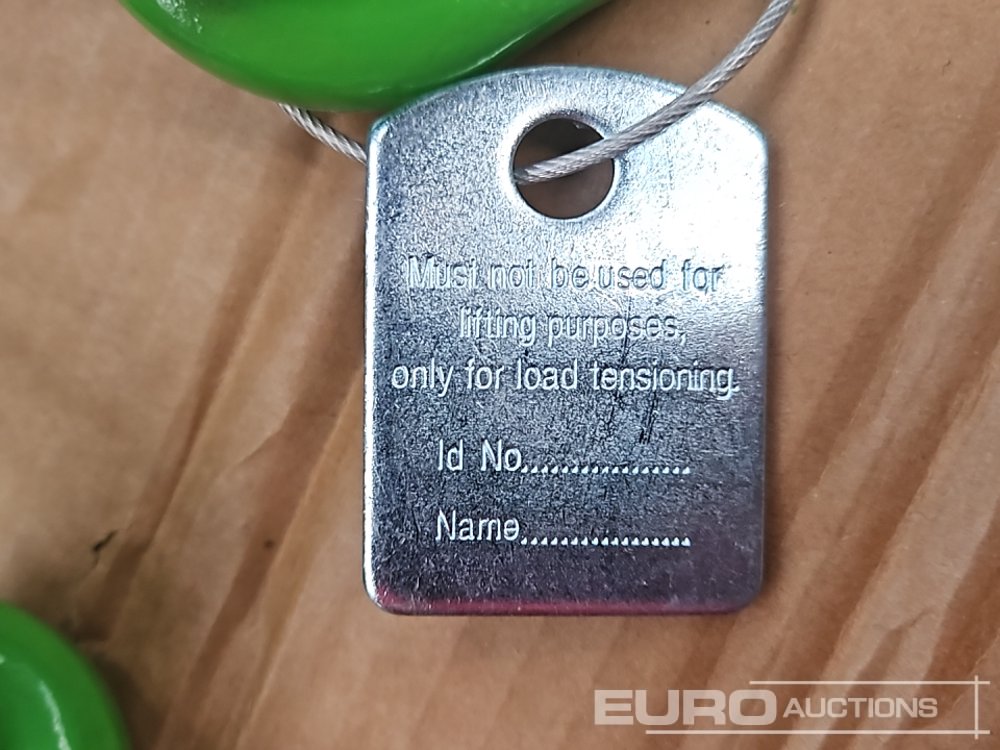 Must not be used for
lifting purposes,
only for load tensioning.
Id No.................
Name.................
EURO AUCTIONS